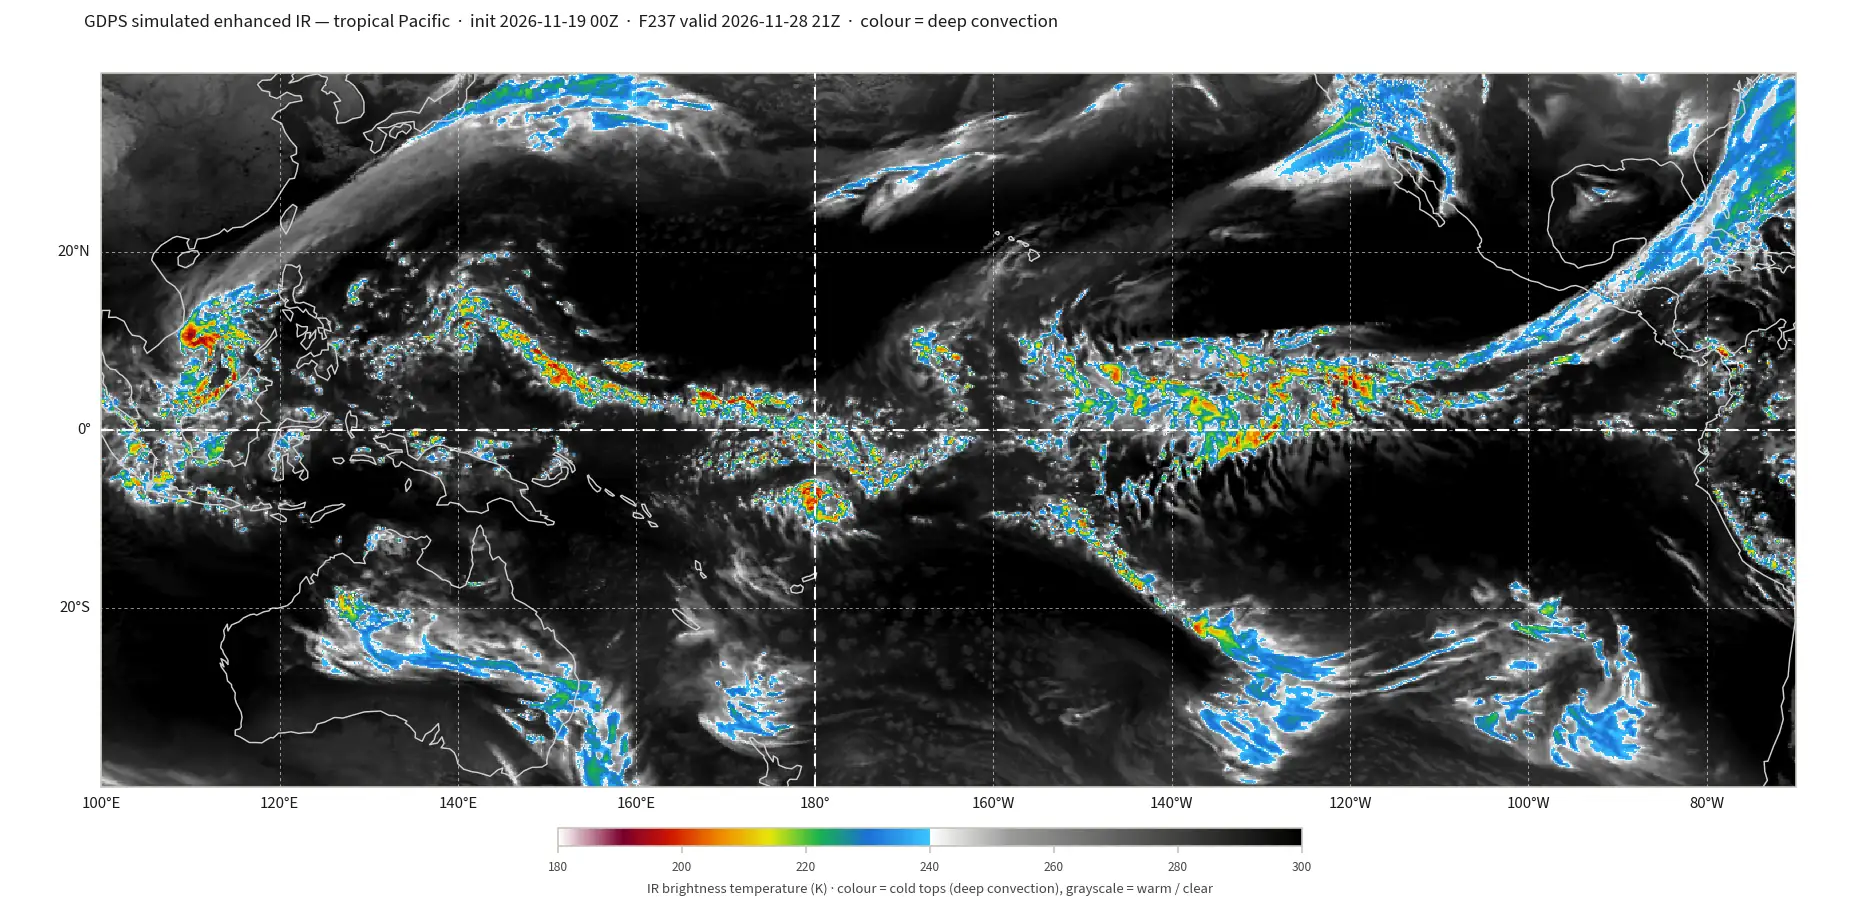 GDPS simulated enhanced IR — tropical Pacific · init 2026-11-19 00Z · F237 valid 2026-11-28 21Z · colour = deep convection
20°N
0°
20°S
100°E 120°E 140°E 160°E 180° 160°W 140°W 120°W 100°W 80°W
180 200 220 240 260 280 300
IR brightness temperature (K) · colour = cold tops (deep convection), grayscale = warm / clear